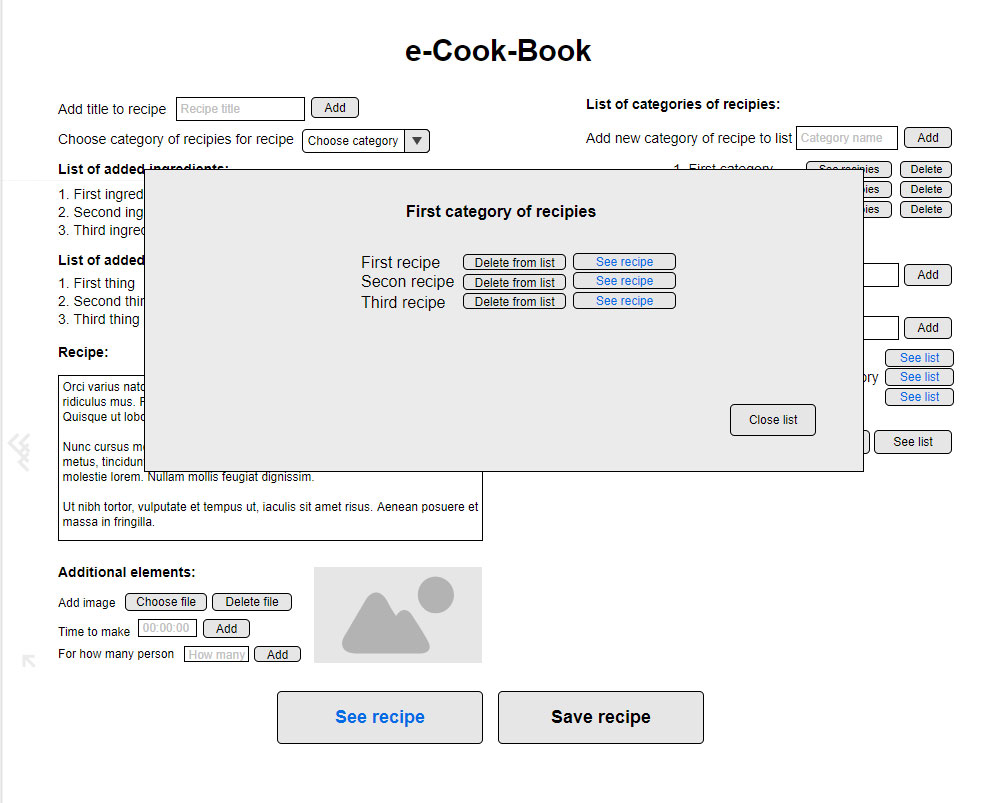 e-Cook-Book
Add title to recipe Recipe title Add
Choose category of recipies for recipe Choose category
List of added ingredients:
1. First ingred
2. Second ing
3. Third ingred
List of added
1. First thing
2. Second thin
3. Third thing
Recipe:
Orci varius nato
ridiculus mus. P
Quisque ut lobo
Nunc cursus me
metus, tincidunt
molestie lorem. Nullam mollis feugiat dignissim.
Ut nibh tortor, vulputate et tempus ut, iaculis sit amet risus. Aenean posuere et
massa in fringilla.
List of categories of recipies:
Add new category of recipe to list Category name Add
1. First category See recipies Delete
ies Delete
ies Delete
Add
Add
See list
ory See list
See list
See list
First category of recipies
First recipe Delete from list See recipe
Secon recipe Delete from list See recipe
Third recipe Delete from list See recipe
Close list
Additional elements:
Add image Choose file Delete file
Time to make 00:00:00 Add
For how many person How many Add
See recipe Save recipe